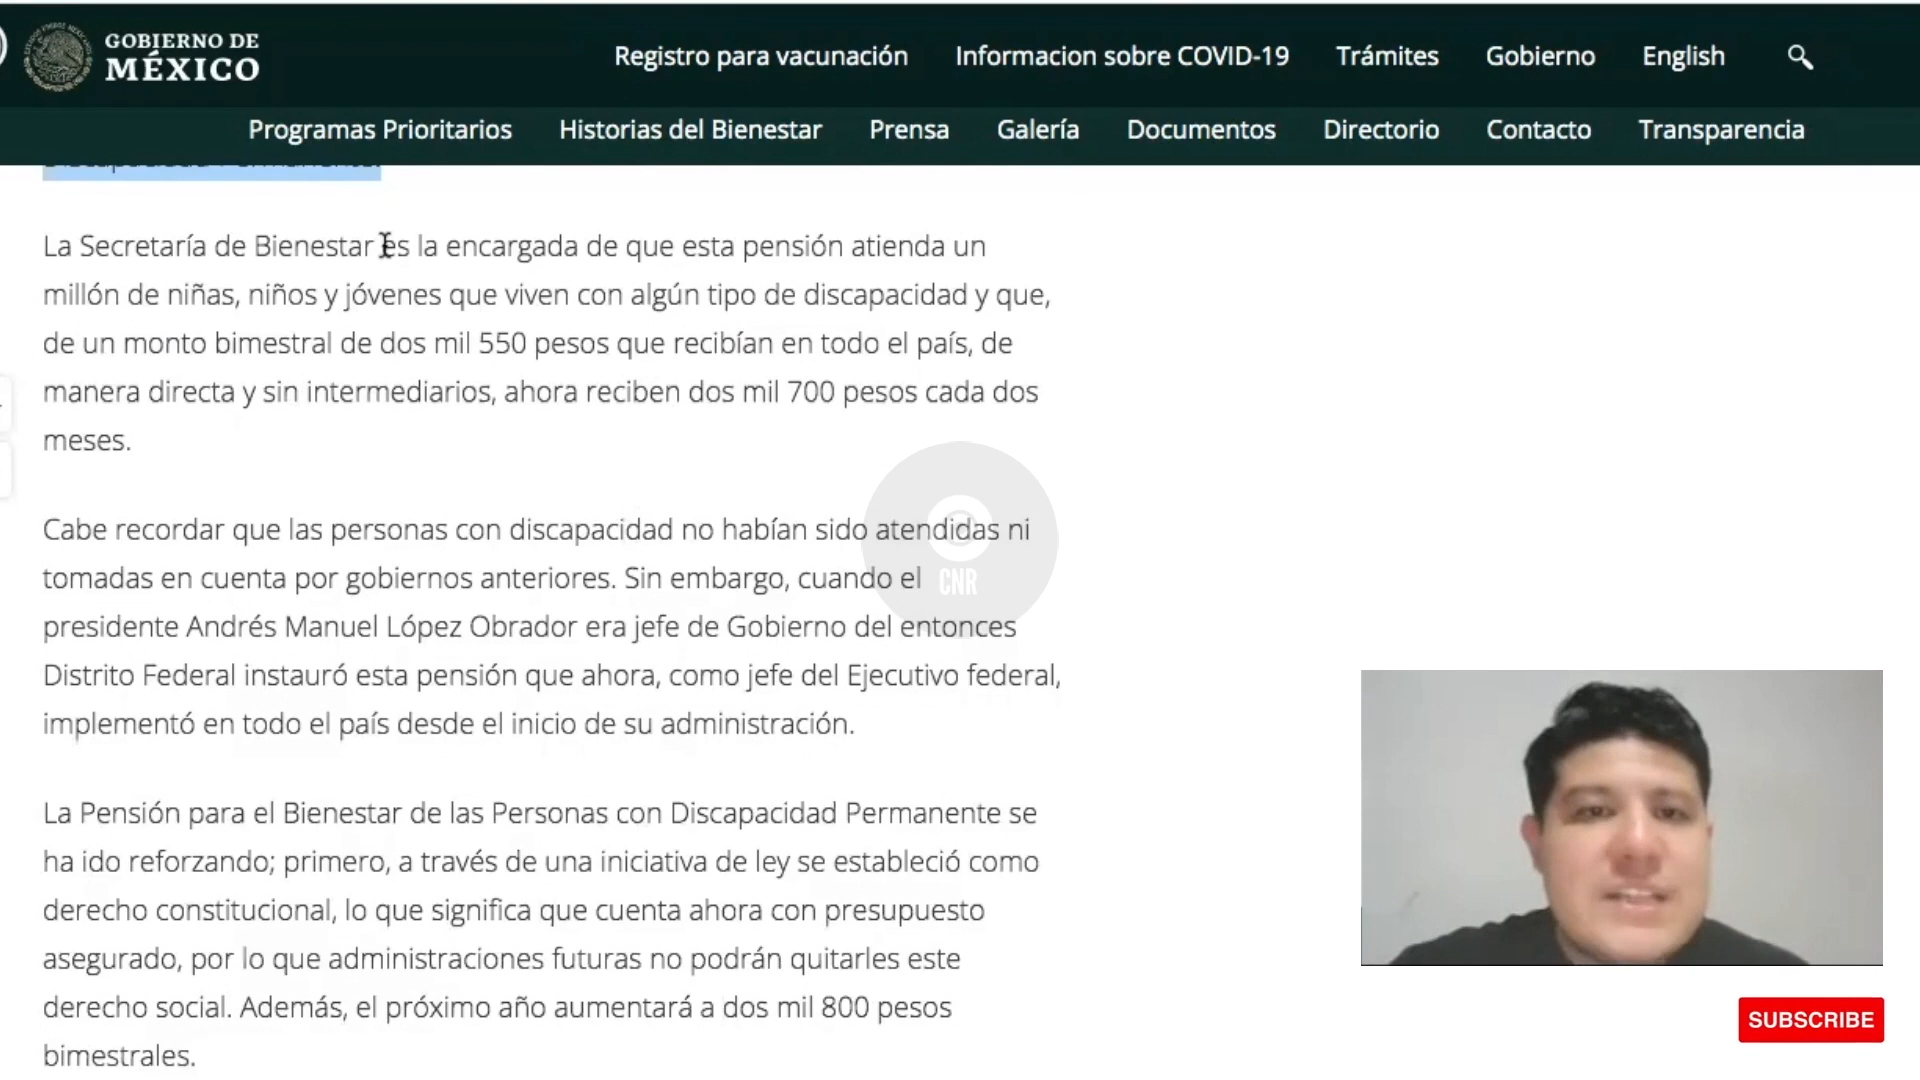 GOBIERNO DE
MÉXICO
Registro para vacunación Informacion sobre COVID-19 Trámites Gobierno English
Programas Prioritarios Historias del Bienestar Prensa Galería Documentos Directorio Contacto Transparencia
La Secretaría de Bienestar es la encargada de que esta pensión atienda un
millón de niñas, niños y jóvenes que viven con algún tipo de discapacidad y que,
de un monto bimestral de dos mil 550 pesos que recibían en todo el país, de
manera directa y sin intermediarios, ahora reciben dos mil 700 pesos cada dos
meses.
Cabe recordar que las personas con discapacidad no habían sido atendidas ni
tomadas en cuenta por gobiernos anteriores. Sin embargo, cuando el
presidente Andrés Manuel López Obrador era jefe de Gobierno del entonces
Distrito Federal instauró esta pensión que ahora, como jefe del Ejecutivo federal,
implementó en todo el país desde el inicio de su administración.
La Pensión para el Bienestar de las Personas con Discapacidad Permanente se
ha ido reforzando; primero, a través de una iniciativa de ley se estableció como
derecho constitucional, lo que significa que cuenta ahora con presupuesto
asegurado, por lo que administraciones futuras no podrán quitarles este
derecho social. Además, el próximo año aumentará a dos mil 800 pesos
bimestrales.
CNR
SUBSCRIBE